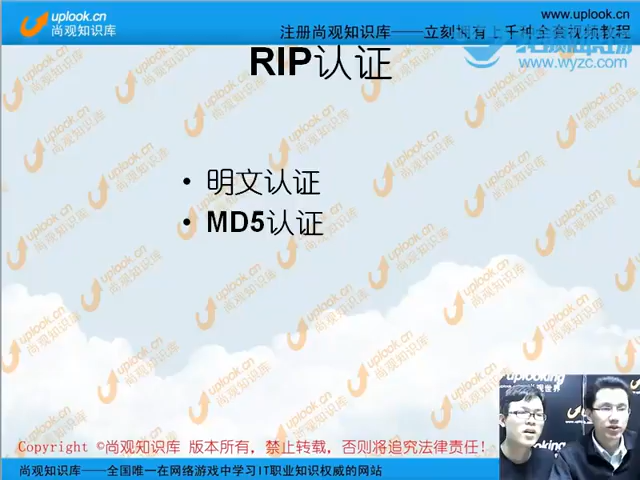 uplook.cn
尚观知识库
www.uplook.cn
注册尚观知识库——立刻拥有上千种全套视频教程
www.wyzc.com
RIP认证
• 明文认证
• MD5认证
Copyright ©尚观知识库 版本所有，禁止转载，否则将追究法律责任！
尚观知识库——全国唯一在网络游戏中学习IT职业知识权威的网站